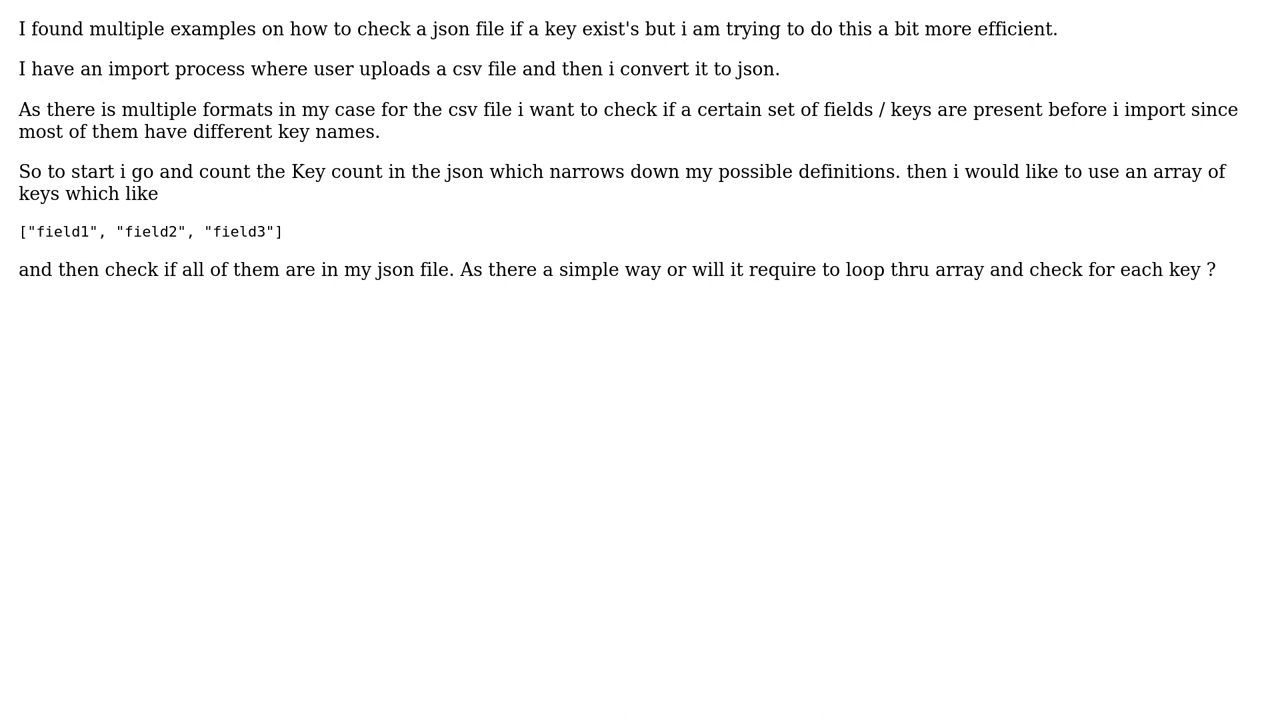 I found multiple examples on how to check a json file if a key exist's but i am trying to do this a bit more efficient.
I have an import process where user uploads a csv file and then i convert it to json.
As there is multiple formats in my case for the csv file i want to check if a certain set of fields / keys are present before i import since
most of them have different key names.
So to start i go and count the Key count in the json which narrows down my possible definitions. then i would like to use an array of
keys which like
["field1", "field2", "field3"]
and then check if all of them are in my json file. As there a simple way or will it require to loop thru array and check for each key ?